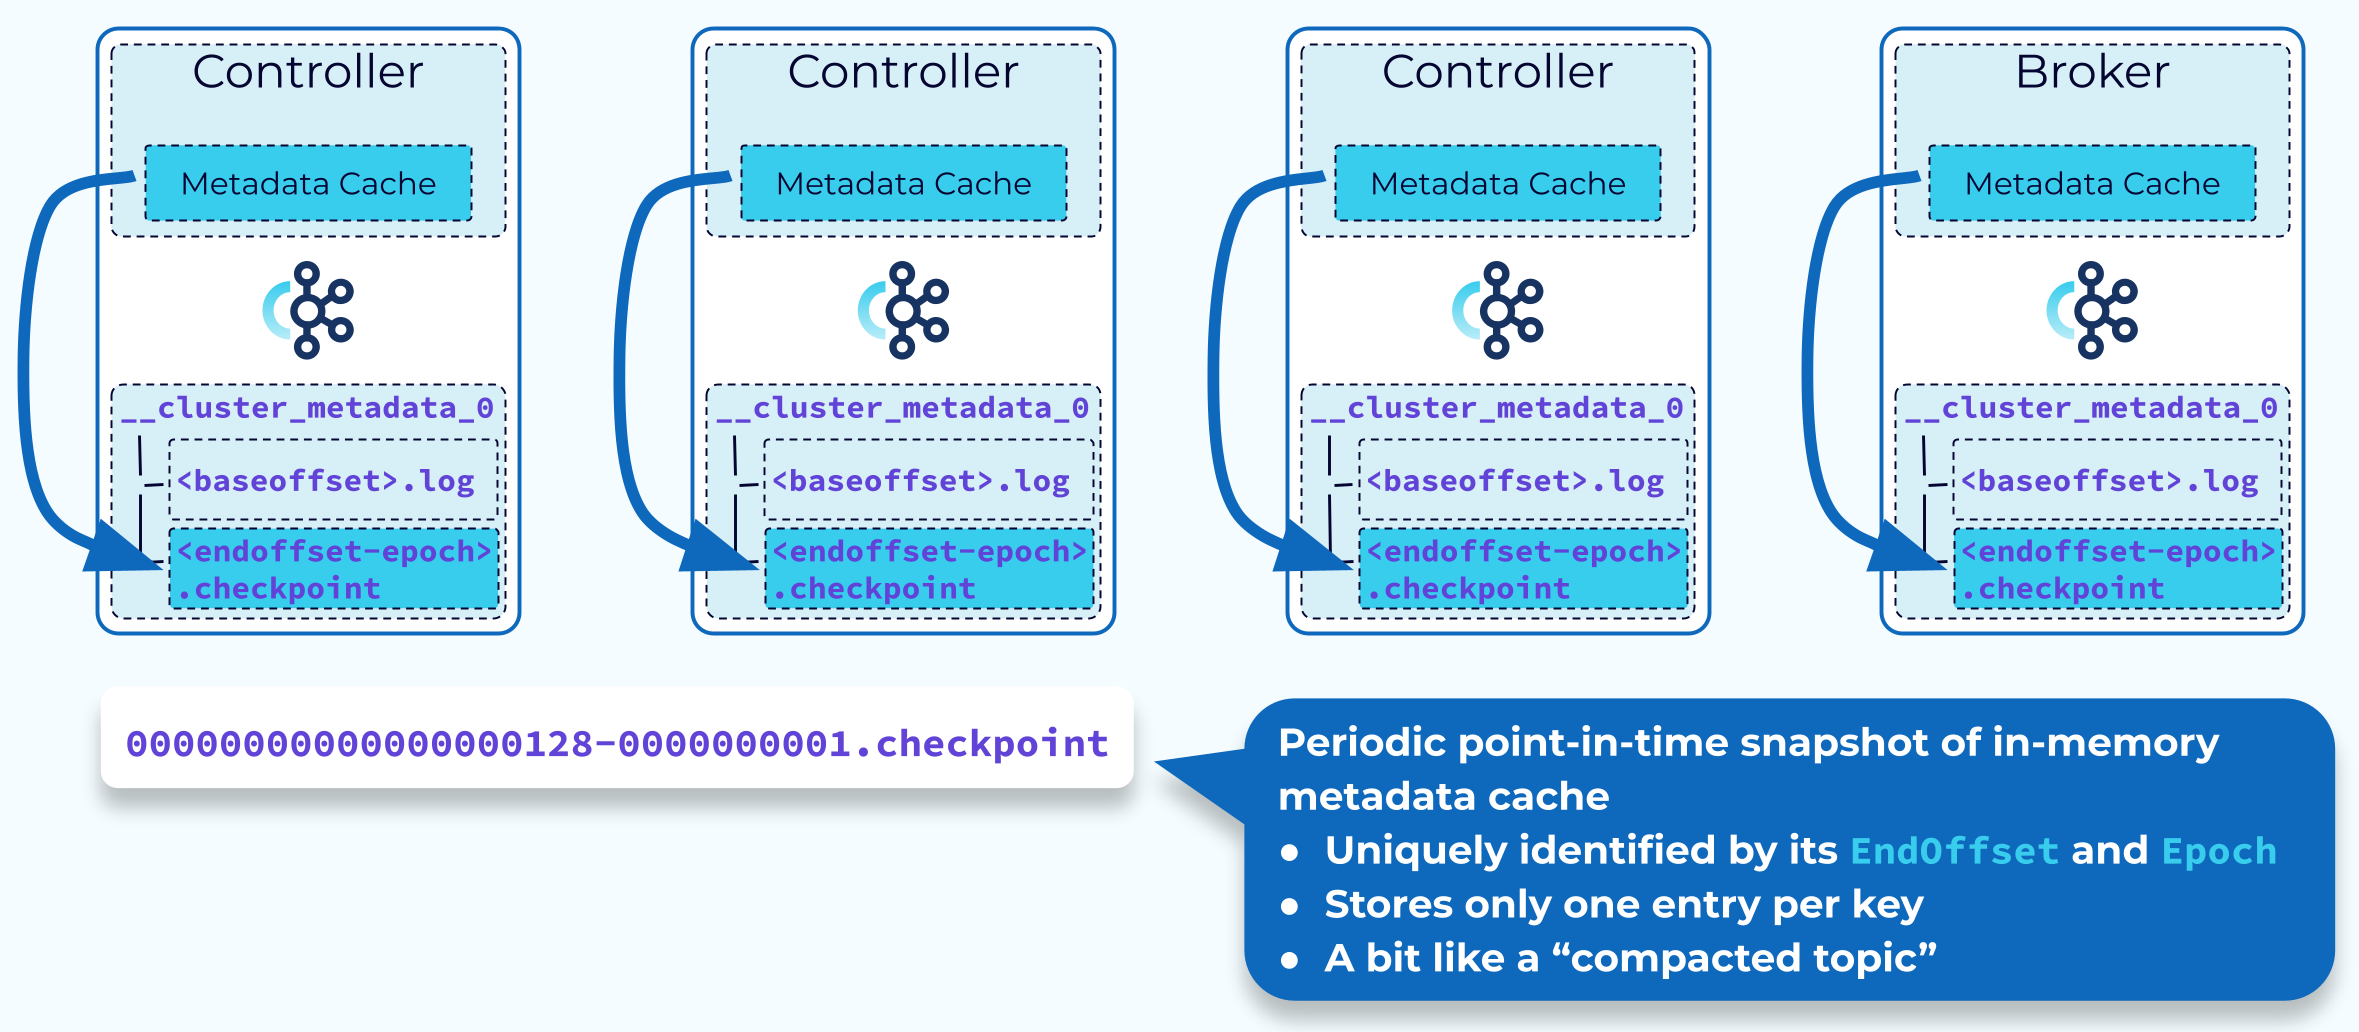 Controller
Metadata Cache
__cluster_metadata_0
<baseoffset>.log
<endoffset-epoch>
.checkpoint
Controller
Metadata Cache
__cluster_metadata_0
<baseoffset>.log
<endoffset-epoch>
.checkpoint
Controller
Metadata Cache
__cluster_metadata_0
<baseoffset>.log
<endoffset-epoch>
.checkpoint
Broker
Metadata Cache
__cluster_metadata_0
<baseoffset>.log
<endoffset-epoch>
.checkpoint
00000000000000000128-0000000001.checkpoint
Periodic point-in-time snapshot of in-memory
metadata cache
● Uniquely identified by its EndOffset and Epoch
● Stores only one entry per key
● A bit like a “compacted topic”